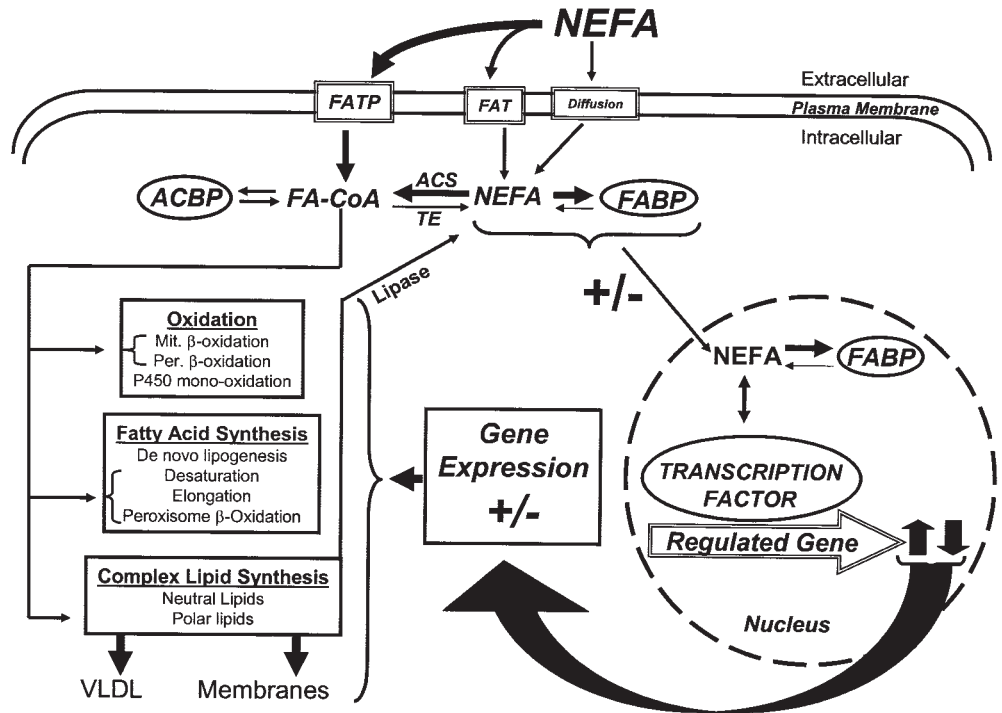 NEFA
Extracellular
FATP
FAT
Diffusion
Plasma Membrane
Intracellular
ACBP
FA-CoA
ACS
TE
NEFA
FABP
Lipase
+/-
Oxidation
Mit. β-oxidation
Per. β-oxidation
P450 mono-oxidation
NEFA
FABP
Fatty Acid Synthesis
De novo lipogenesis
Desaturation
Elongation
Peroxisome β-Oxidation
Gene
Expression
+/-
TRANSCRIPTION
FACTOR
Regulated Gene
Complex Lipid Synthesis
Neutral Lipids
Polar lipids
Nucleus
VLDL
Membranes